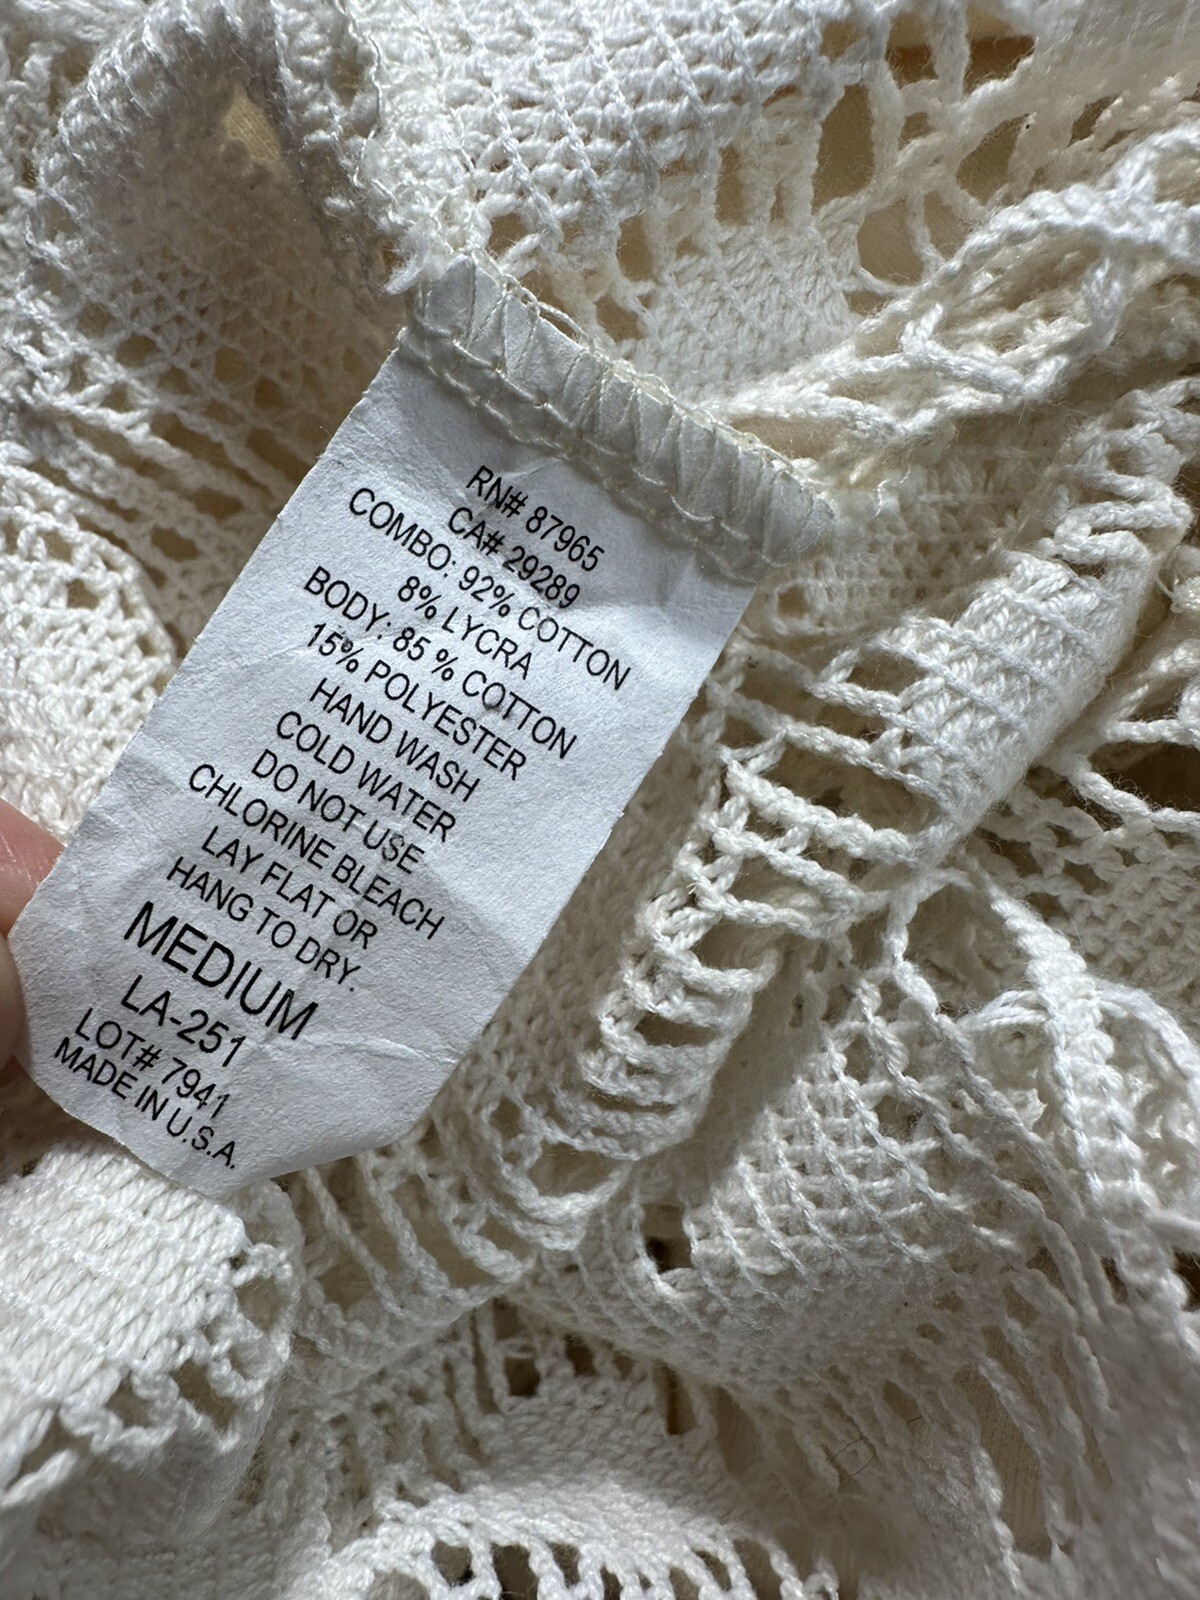 RN# 87965
CA# 29289
COMBO: 92% COTTON
8% LYCRA
BODY: 85 % COTTON
15% POLYESTER
HAND WASH
COLD WATER
DO NOT USE
CHLORINE BLEACH
LAY FLAT OR
HANG TO DRY.
MEDIUM
LA-251
LOT# 7941
MADE IN U.S.A.